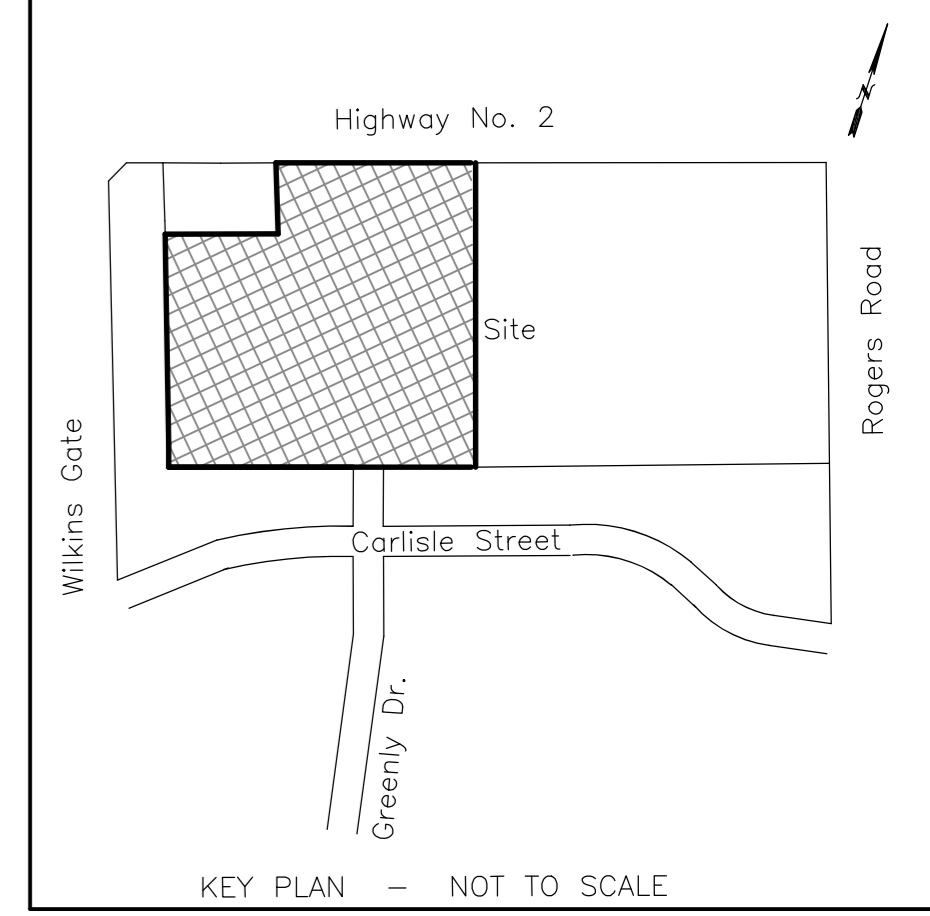 Highway No. 2
N
Rogers Road
Site
Wilkins Gate
Carlisle Street
Greenly Dr.
KEY PLAN - NOT TO SCALE